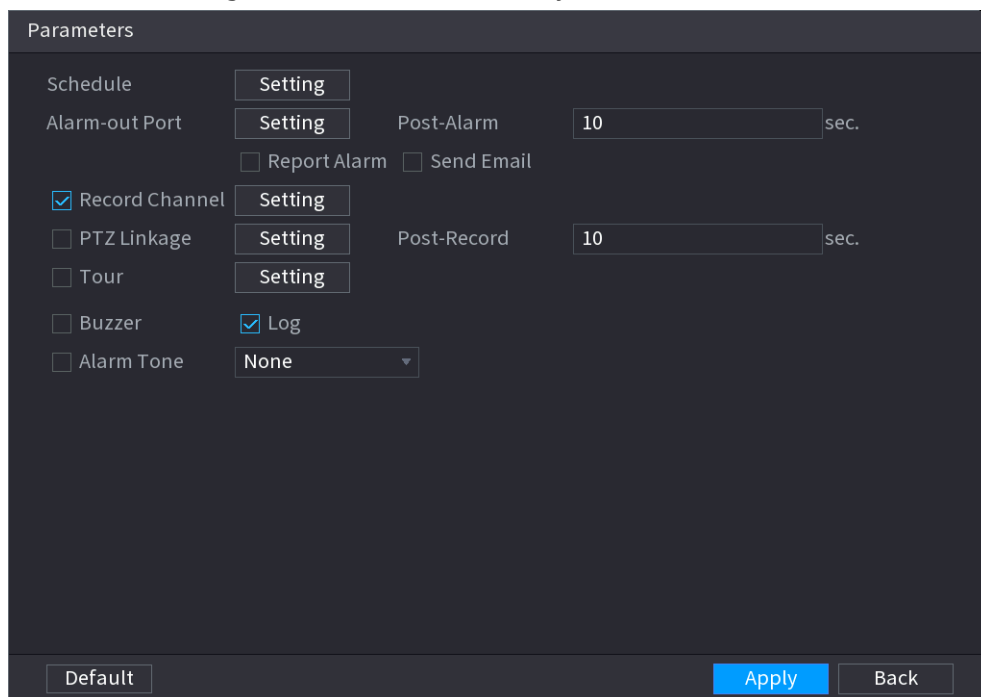 Parameters
Schedule Setting
Alarm-out Port Setting Post-Alarm 10 sec.
Report Alarm Send Email
Record Channel Setting
PTZ Linkage Setting Post-Record 10 sec.
Tour Setting
Buzzer Log
Alarm Tone None
Default Apply Back